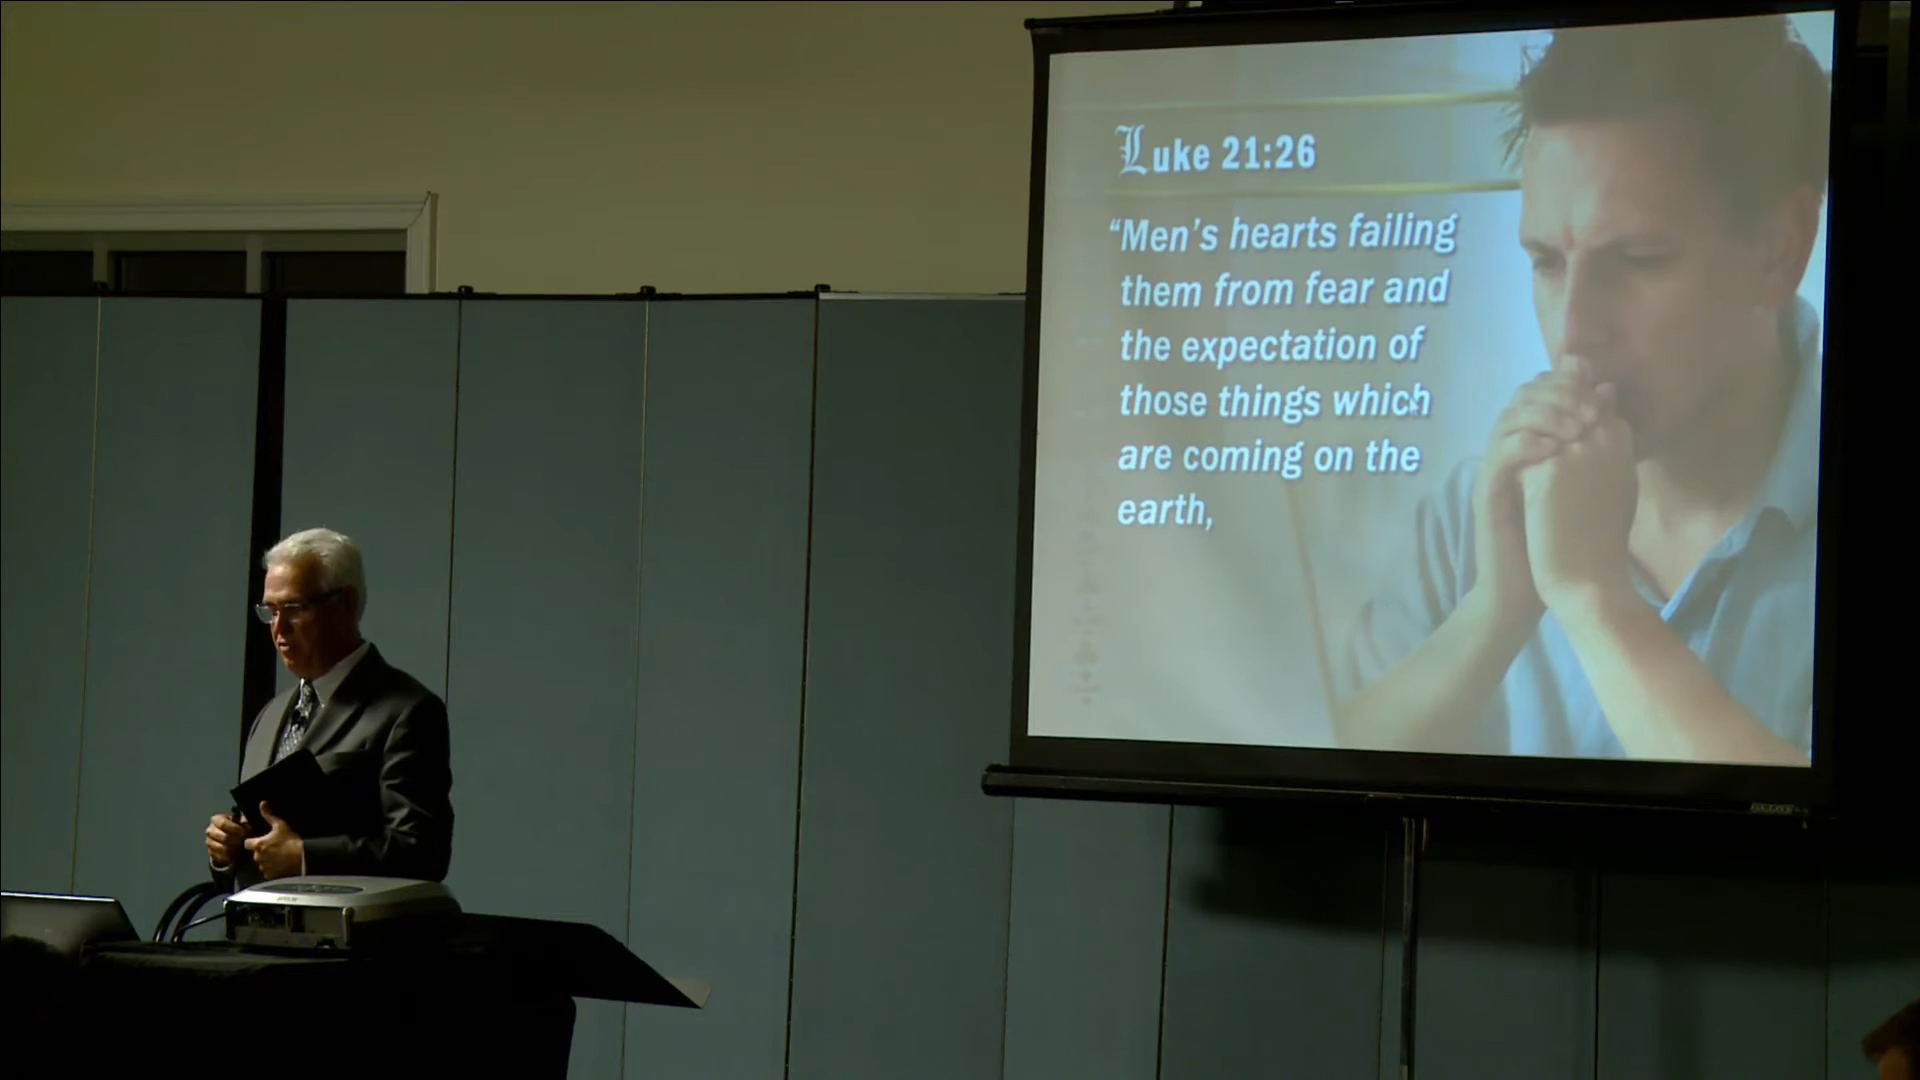 Luke 21:26
“Men’s hearts failing
them from fear and
the expectation of
those things which
are coming on the
earth,